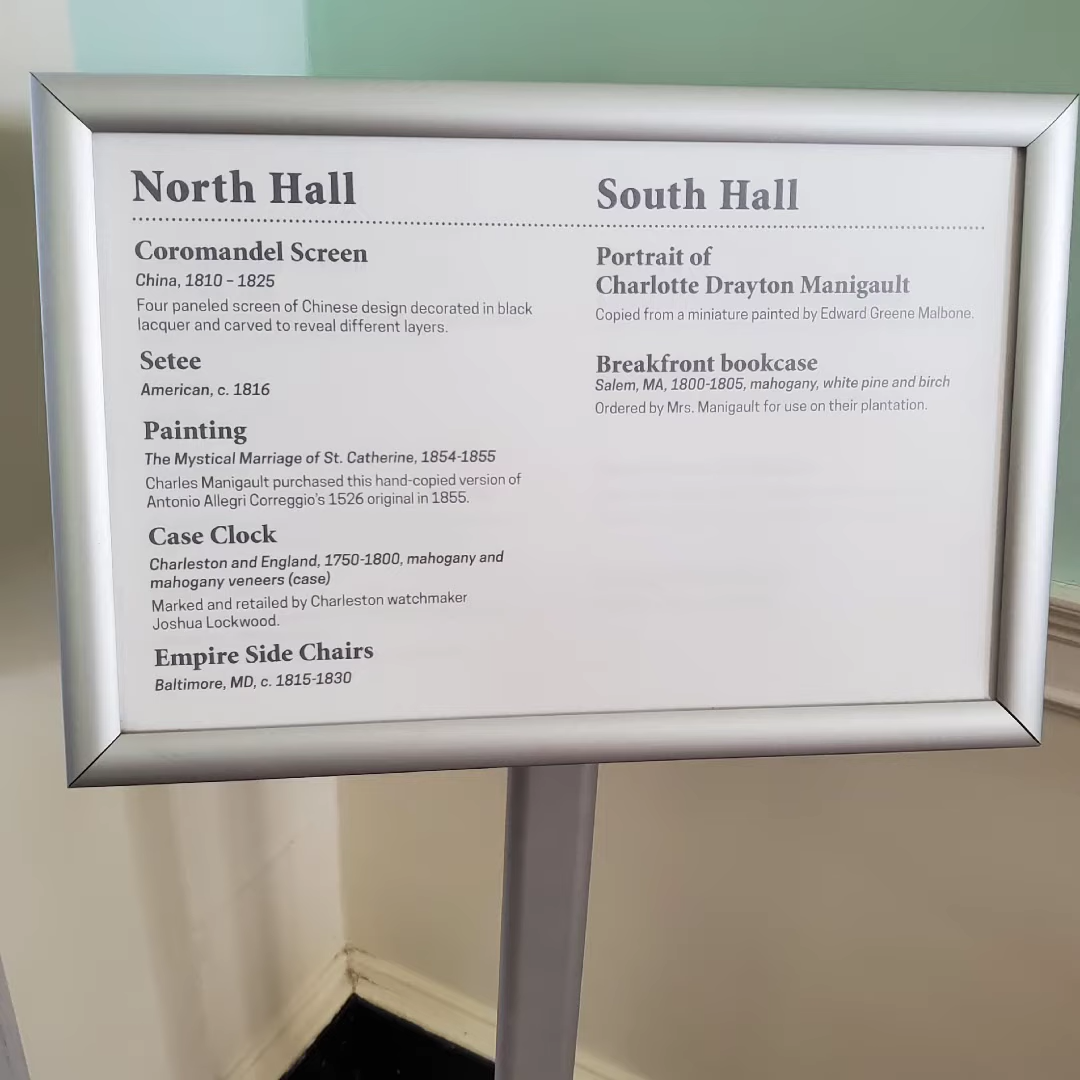 North Hall
Coromandel Screen
China, 1810 – 1825
Four paneled screen of Chinese design decorated in black
lacquer and carved to reveal different layers.
Setee
American, c. 1816
Painting
The Mystical Marriage of St. Catherine, 1854-1855
Charles Manigault purchased this hand-copied version of
Antonio Allegri Correggio's 1526 original in 1855.
Case Clock
Charleston and England, 1750-1800, mahogany and
mahogany veneers (case)
Marked and retailed by Charleston watchmaker
Joshua Lockwood.
Empire Side Chairs
Baltimore, MD, c. 1815-1830
South Hall
Portrait of
Charlotte Drayton Manigault
Copied from a miniature painted by Edward Greene Malbone.
Breakfront bookcase
Salem, MA, 1800-1805, mahogany, white pine and birch
Ordered by Mrs. Manigault for use on their plantation.